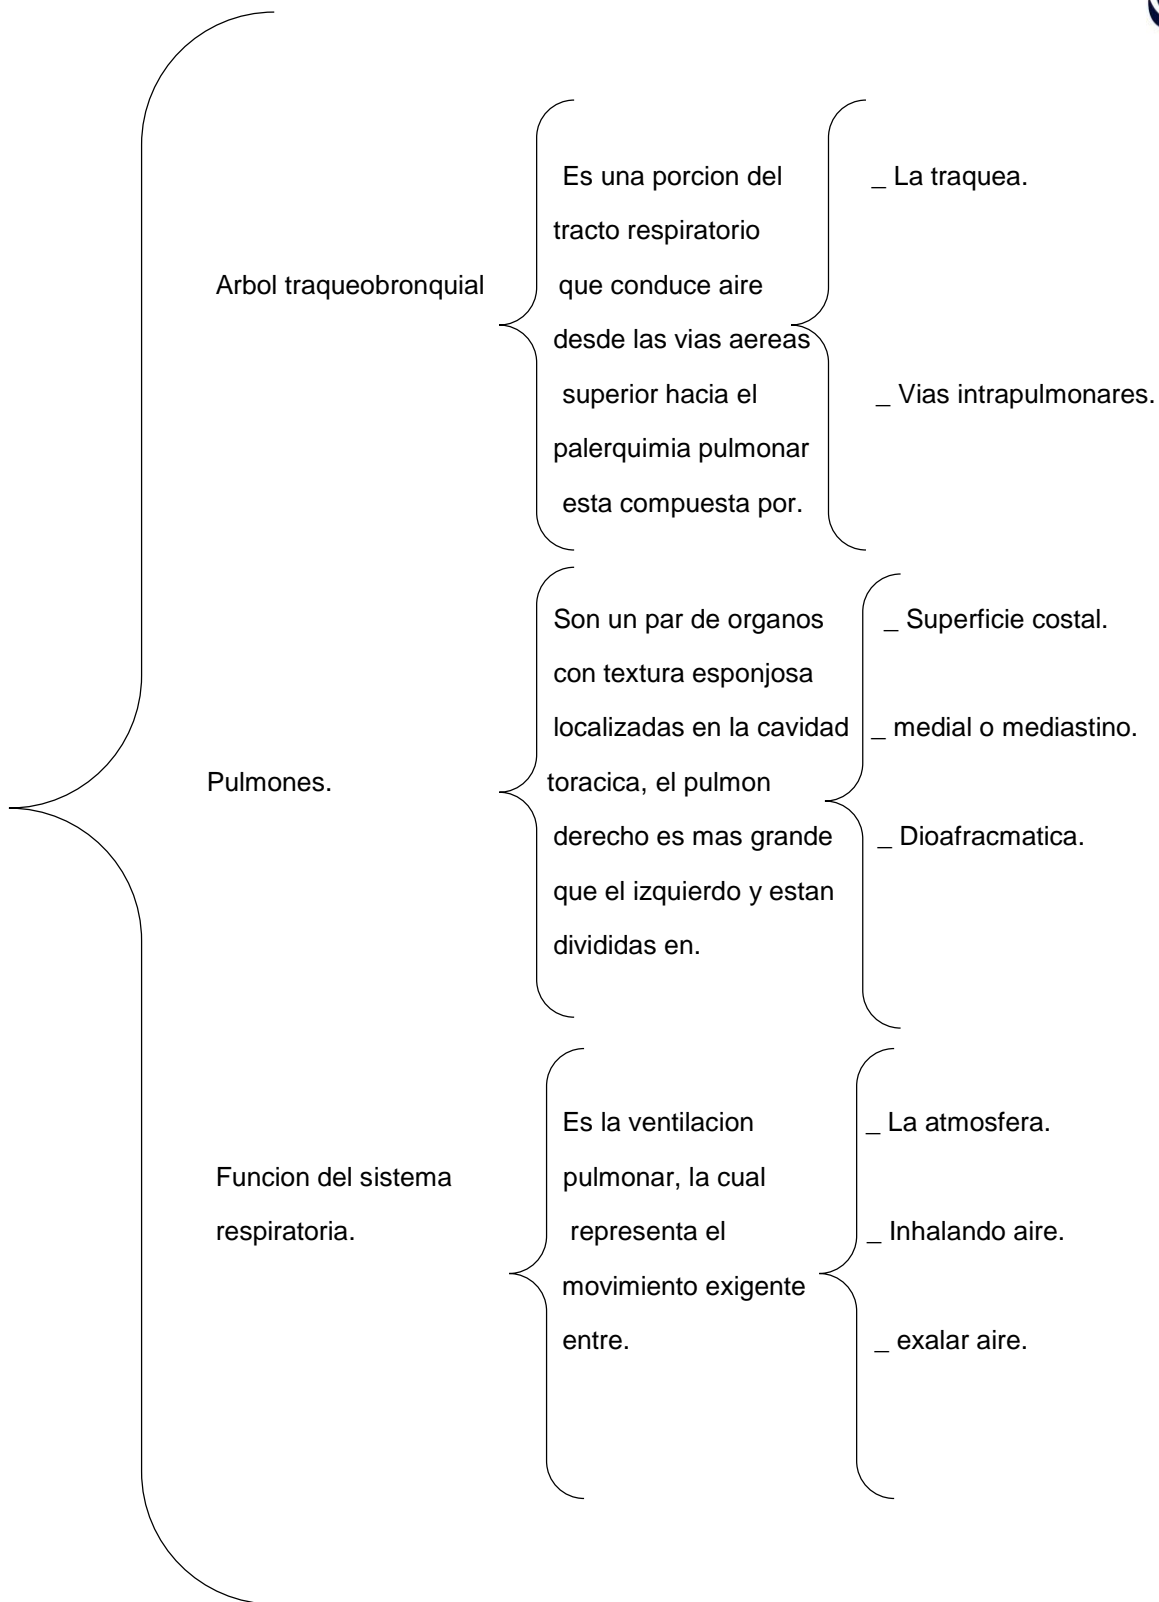 Arbol traqueobronquial
Es una porcion del
tracto respiratorio
que conduce aire
desde las vias aereas
superior hacia el
palerquimia pulmonar
esta compuesta por.
_ La traquea.
_ Vias intrapulmonares.
Pulmones.
Son un par de organos
con textura esponjosa
localizadas en la cavidad
toracica, el pulmon
derecho es mas grande
que el izquierdo y estan
divididas en.
_ Superficie costal.
_ medial o mediastino.
_ Dioafracmatica.
Funcion del sistema
respiratoria.
Es la ventilacion
pulmonar, la cual
representa el
movimiento exigente
entre.
_ La atmosfera.
_ Inhalando aire.
_ exalar aire.